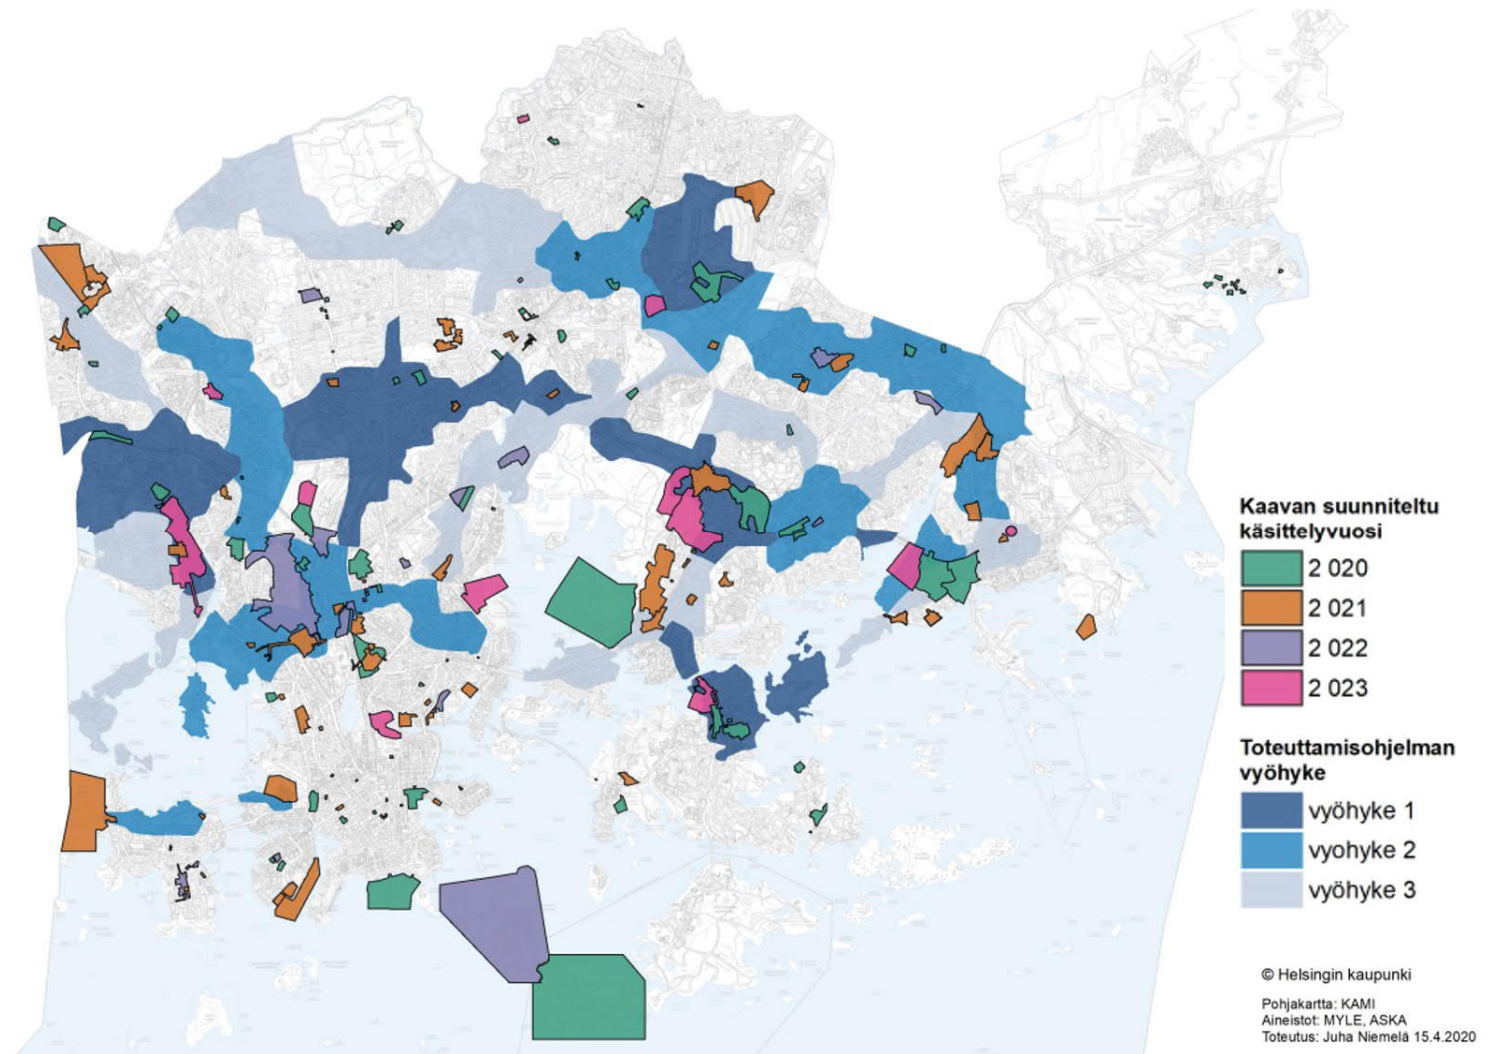 Kaavan suunniteltu
käsittelyvuosi
2 020
2 021
2 022
2 023
Toteuttamisohjelman
vyöhyke
vyöhyke 1
vyohyke 2
vyöhyke 3
© Helsingin kaupunki
Pohjakartta: KAMI
Aineistot: MYLE, ASKA
Toteutus: Juha Niemelä 15.4.2020